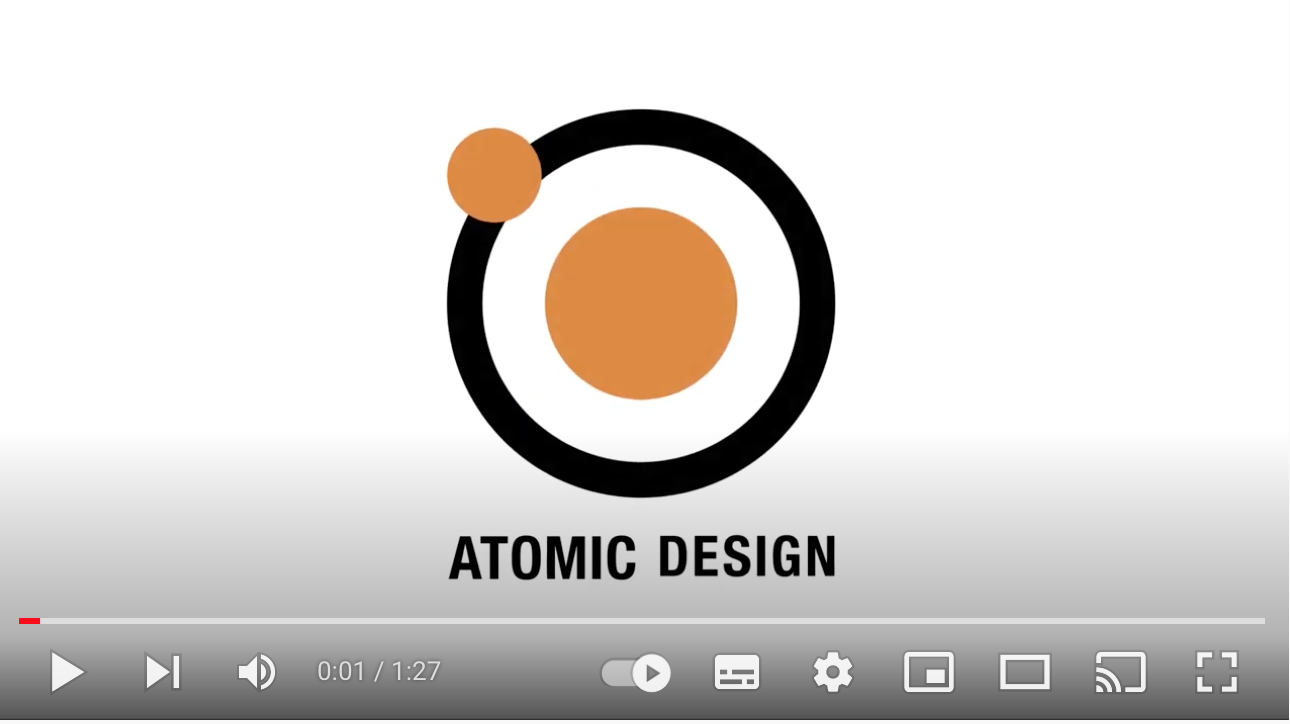 ATOMIC DESIGN
0:01 / 1:27